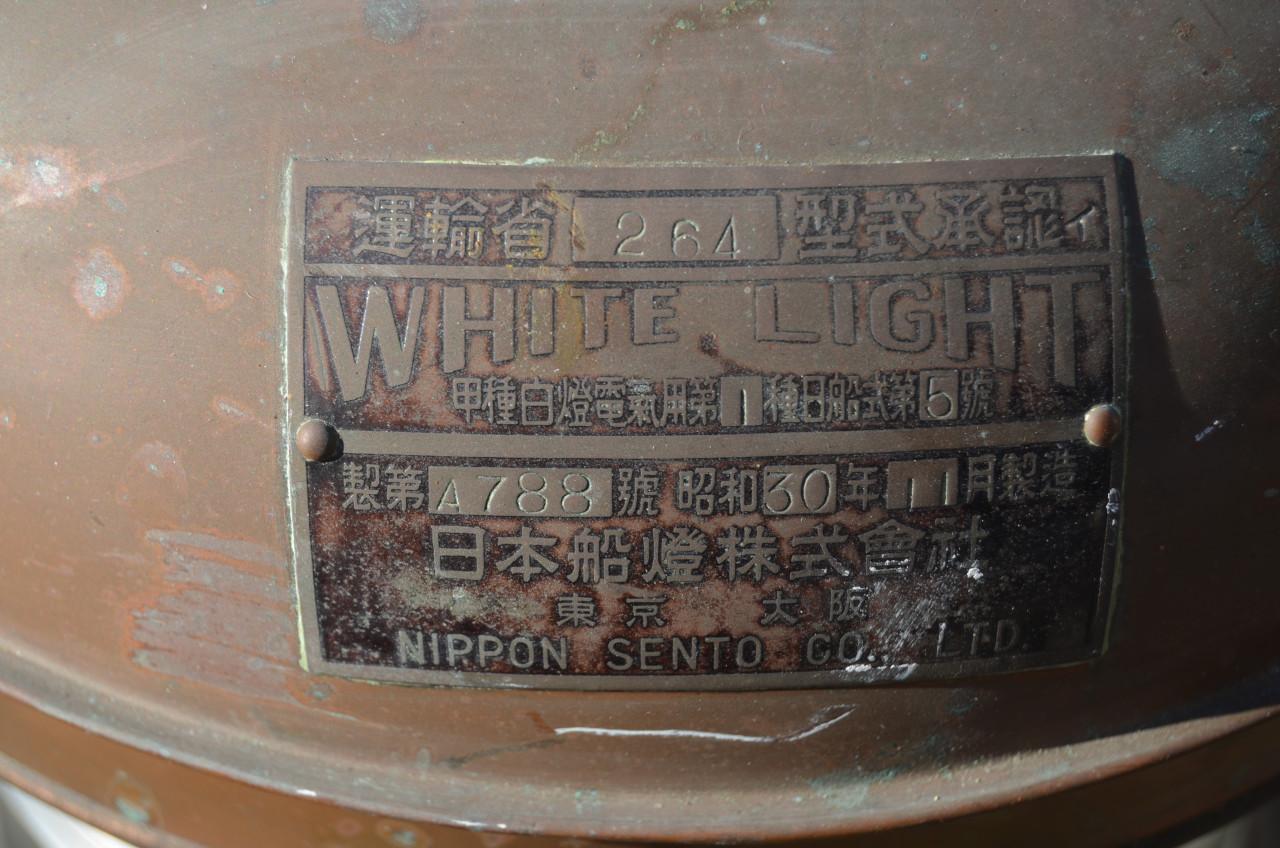 運輸省 264 型式承認イ
WHITE LIGHT
甲種白燈電氣用第1種日船式第5號
製第A788號 昭和30年11月製造
日本船燈株式會社
東京 大阪
NIPPON SENTO CO., LTD.